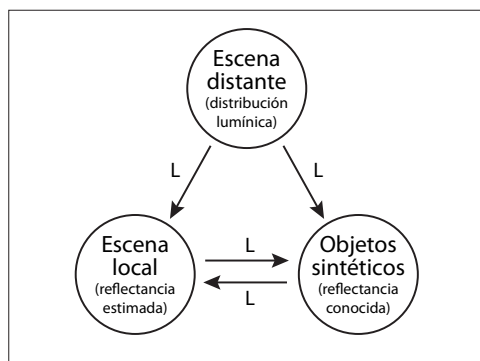 Escena
distante
(distribución
lumínica)
L
L
Escena
local
(reflectancia
estimada)
L
L
Objetos
sintéticos
(reflectancia
conocida)